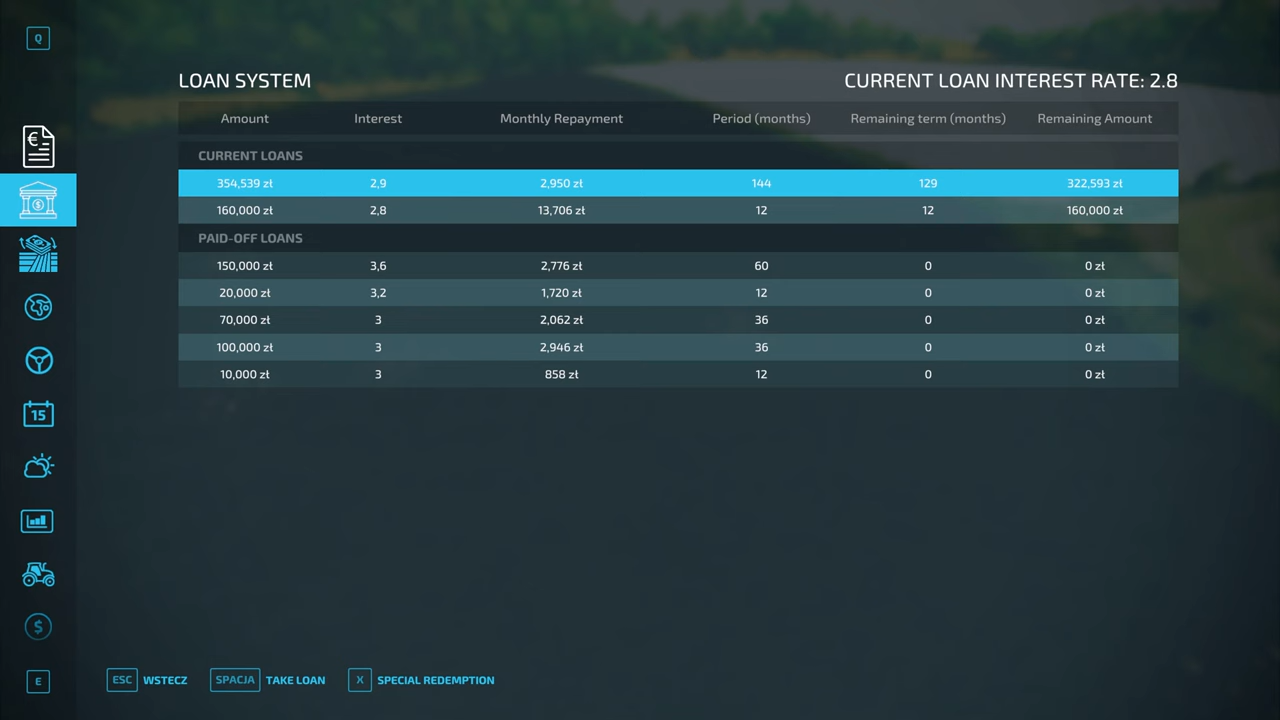 Q
LOAN SYSTEM
CURRENT LOAN INTEREST RATE: 2.8
Amount Interest Monthly Repayment Period (months) Remaining term (months) Remaining Amount
CURRENT LOANS
354,539 zł 2,9 2,950 zł 144 129 322,593 zł
160,000 zł 2,8 13,706 zł 12 12 160,000 zł
PAID-OFF LOANS
150,000 zł 3,6 2,776 zł 60 0 0 zł
20,000 zł 3,2 1,720 zł 12 0 0 zł
70,000 zł 3 2,062 zł 36 0 0 zł
100,000 zł 3 2,946 zł 36 0 0 zł
10,000 zł 3 858 zł 12 0 0 zł
15
E
ESC WSTECZ SPACJA TAKE LOAN X SPECIAL REDEMPTION